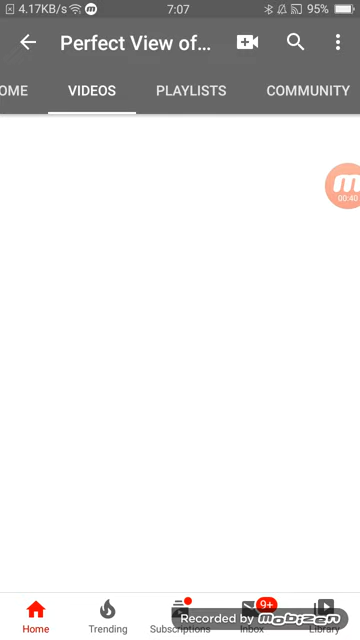 4.17KB/s 7:07 95%
Perfect View of...
OME VIDEOS PLAYLISTS COMMUNITY
00:40
9+
Home Trending Subscriptions Inbox Library
Recorded by mobizen